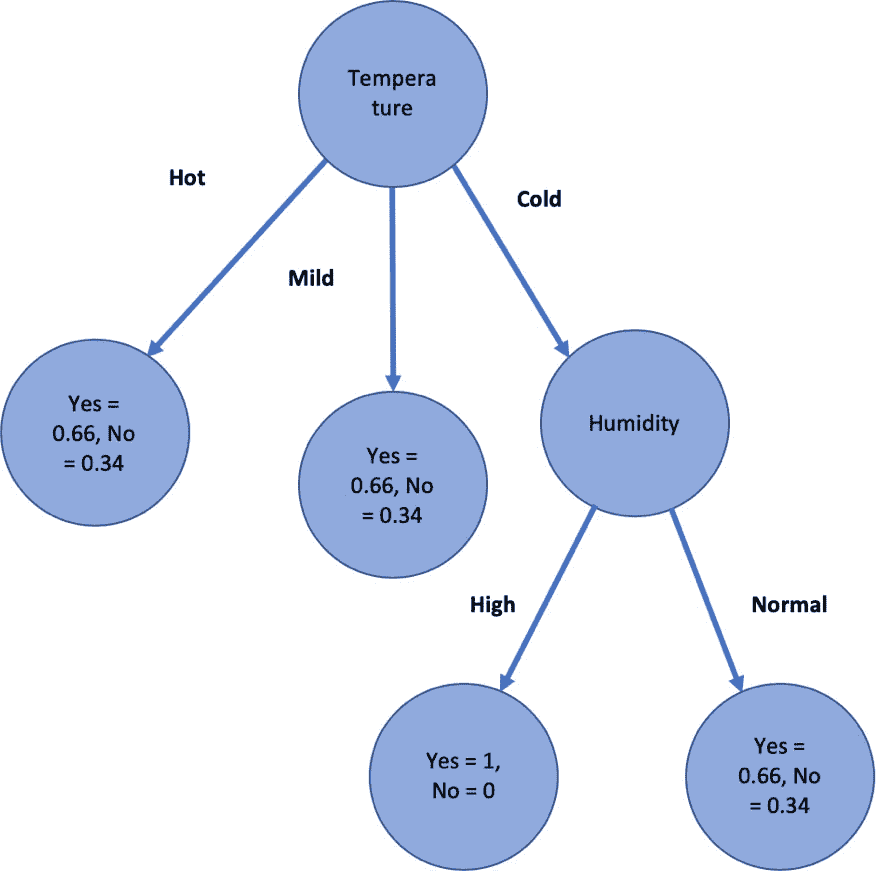 Tempera
ture
Hot
Cold
Mild
Yes =
0.66, No
= 0.34
Yes =
0.66, No
= 0.34
Humidity
High
Normal
Yes = 1,
No = 0
Yes =
0.66, No
= 0.34